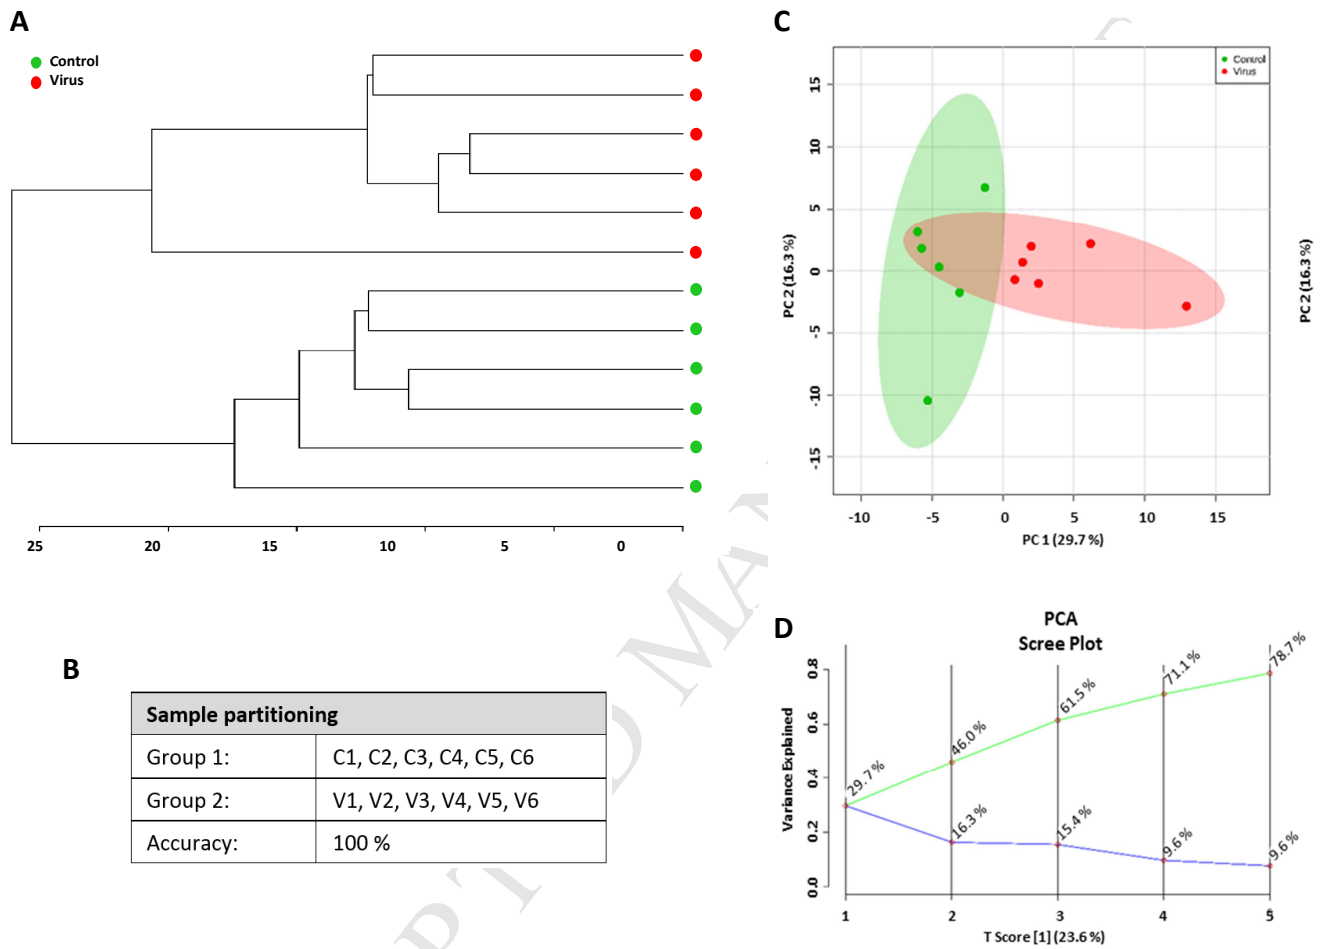 A
Control
Virus
25 20 15 10 5 0
B
Sample partitioning
Group 1: C1, C2, C3, C4, C5, C6
Group 2: V1, V2, V3, V4, V5, V6
Accuracy: 100 %
C
Control
Virus
15
10
5
0
-5
-10
-15
PC 2 (16.3 %)
-10 -5 0 5 10 15
PC 1 (29.7 %)
PC 2 (16.3 %)
D
PCA
Scree Plot
0.8
0.6
0.4
0.2
0.0
Variance Explained
29.7 %
46.0 %
61.5 %
71.1 %
78.7 %
16.3 %
15.4 %
9.6 %
9.6 %
1 2 3 4 5
T Score [1] (23.6 %)
PT
D MAN